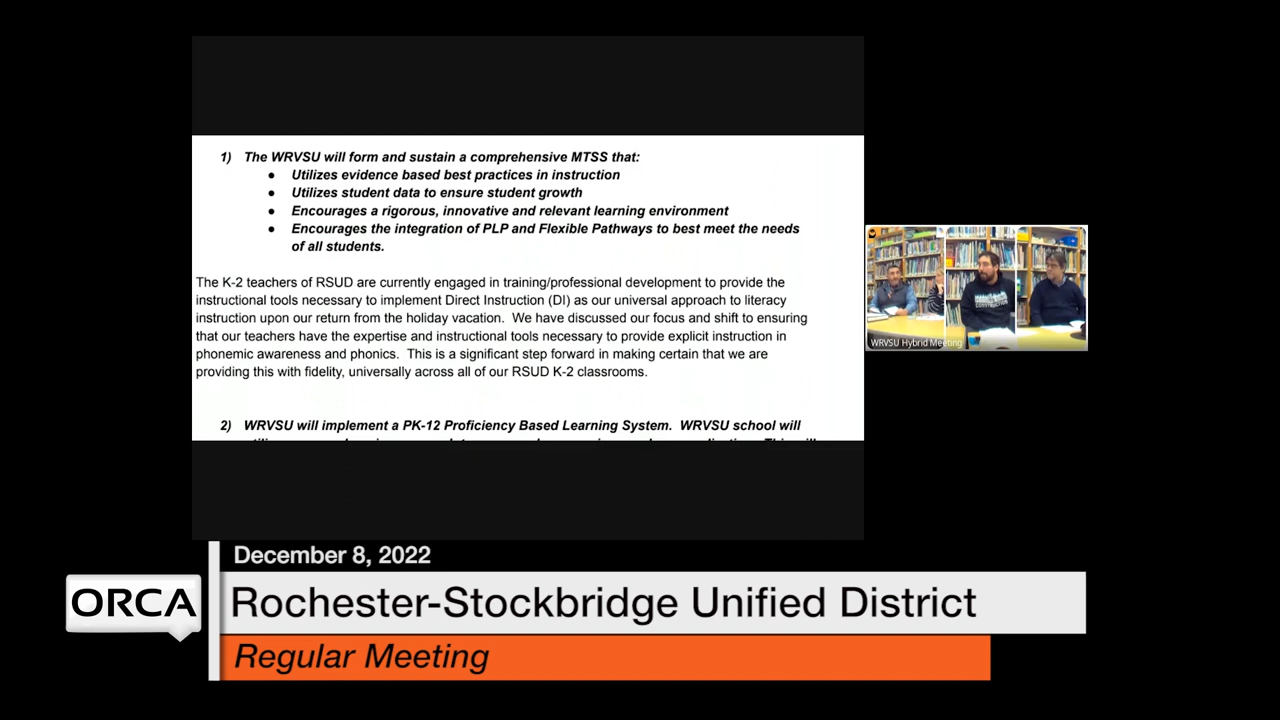 1) The WRVSU will form and sustain a comprehensive MTSS that:
● Utilizes evidence based best practices in instruction
● Utilizes student data to ensure student growth
● Encourages a rigorous, innovative and relevant learning environment
● Encourages the integration of PLP and Flexible Pathways to best meet the needs
of all students.
The K-2 teachers of RSUD are currently engaged in training/professional development to provide the
instructional tools necessary to implement Direct Instruction (DI) as our universal approach to literacy
instruction upon our return from the holiday vacation. We have discussed our focus and shift to ensuring
that our teachers have the expertise and instructional tools necessary to provide explicit instruction in
phonemic awareness and phonics. This is a significant step forward in making certain that we are
providing this with fidelity, universally across all of our RSUD K-2 classrooms.
2) WRVSU will implement a PK-12 Proficiency Based Learning System. WRVSU school will
WRVSU Hybrid Meeting
December 8, 2022
ORCA
Rochester-Stockbridge Unified District
Regular Meeting